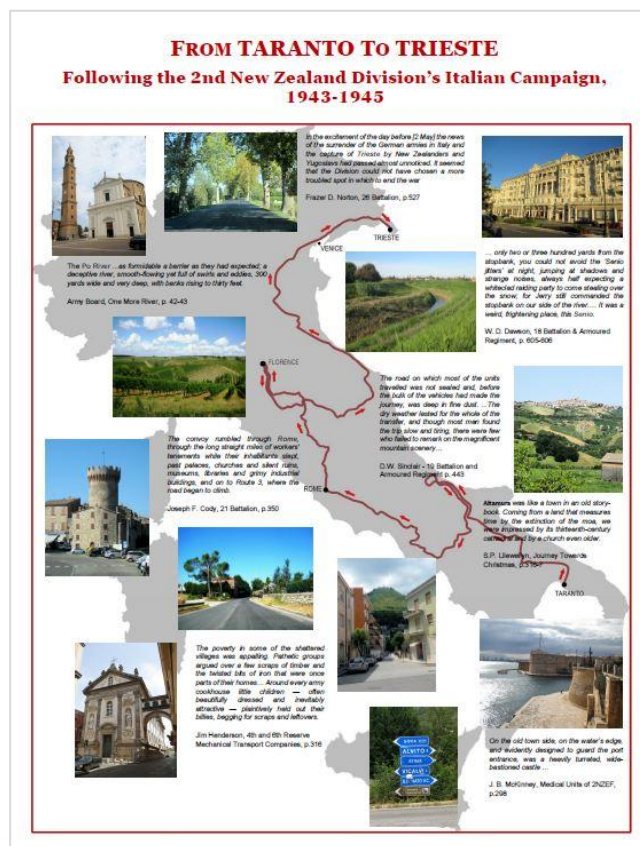 FROM TARANTO TO TRIESTE
Following the 2nd New Zealand Division's Italian Campaign,
1943-1945
In the excitement of the day before [2 May] the news
of the surrender of the German armies in Italy and
the capture of Trieste by New Zealanders and
Yugoslavs had passed almost unnoticed. It seemed
that the Division could not have chosen a more
troubled spot in which to end the war
Frazer D. Norton, 26 Battalion, p.527
TRIESTE
VENICE
The Po River ...as formidable a barrier as they had expected; a
deceptive river, smooth-flowing yet full of swirls and eddies, 300
yards wide and very deep, with banks rising to thirty feet.
Army Board, One More River, p. 42-43
... only two or three hundred yards from the
stopbank, you could not avoid the 'Senio
jitters' at night, jumping at shadows and
strange noises, always half expecting a
whiteclad raiding party to come stealing over
the snow; for Jerry still commanded the
stopbank on our side of the river.... It was a
weird, frightening place, this Senio.
W. D. Dawson, 18 Battalion & Armoured
Regiment, p. 605-606
FLORENCE
The road on which most of the units
travelled was not sealed and, before
the bulk of the vehicles had made the
journey, was deep in fine dust. ...The
dry weather lasted for the whole of the
transfer, and though most men found
the trip slow and tiring, there were few
who failed to remark on the magnificent
mountain scenery...
D.W. Sinclair - 19 Battalion and
Armoured Regiment p. 443
The convoy rumbled through Rome,
through the long straight miles of workers'
tenements while their inhabitants slept,
past palaces, churches and silent ruins,
museums, libraries and grimy industrial
buildings, and on to Route 3, where the
road began to climb.
Joseph F. Cody, 21 Battalion, p.350
ROME
Altamura was like a town in an old story-
book. Coming from a land that measures
time by the extinction of the moa, we
were impressed by its thirteenth-century
cathedral and by a church even older.
S.P. Llewellyn, Journey Towards
Christmas,
TARANTO
The poverty in some of the shattered
villages was appalling. Pathetic groups
argued over a few scraps of timber and
the twisted bits of iron that were once
parts of their homes... Around every army
cookhouse little children — often
beautifully dressed and inevitably
attractive — plaintively held out their
billies, begging for scraps and leftovers.
Jim Henderson, 4th and 6th Reserve
Mechanical Transport Companies, p.316
ALVITO
ATINA
VICALVI
On the old town side, on the water's edge,
and evidently designed to guard the port
entrance, was a heavily turreted, wide-
bastioned castle ...
J. B. McKinney, Medical Units of 2NZEF,
p.298